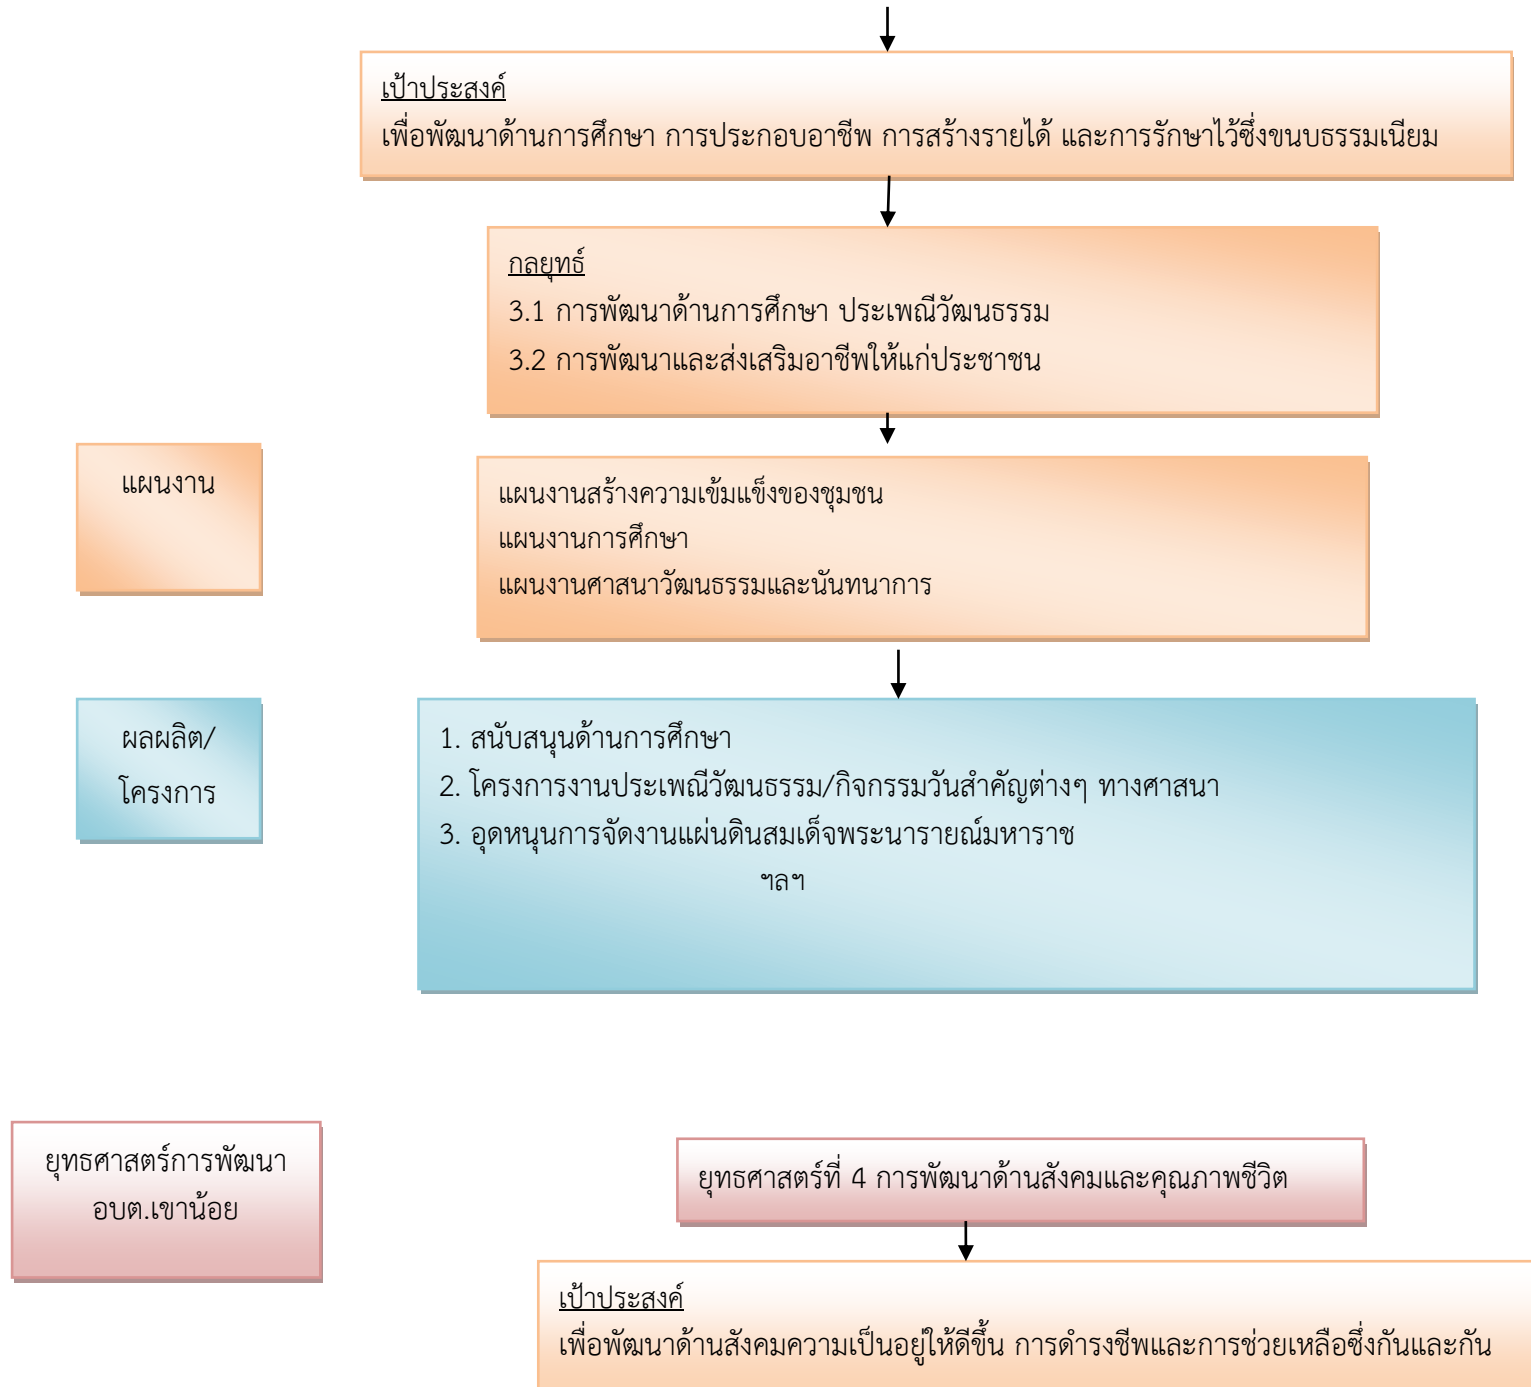 เป้าประสงค์
เพื่อพัฒนาด้านการศึกษา การประกอบอาชีพ การสร้างรายได้ และการรักษาไว้ซึ่งขนบธรรมเนียม
กลยุทธ์
3.1 การพัฒนาด้านการศึกษา ประเพณีวัฒนธรรม
3.2 การพัฒนาและส่งเสริมอาชีพให้แก่ประชาชน
แผนงาน
แผนงานสร้างความเข้มแข็งของชุมชน
แผนงานการศึกษา
แผนงานศาสนาวัฒนธรรมและนันทนาการ
ผลผลิต/
โครงการ
1. สนับสนุนด้านการศึกษา
2. โครงการงานประเพณีวัฒนธรรม/กิจกรรมวันสำคัญต่างๆ ทางศาสนา
3. อุดหนุนการจัดงานแผ่นดินสมเด็จพระนารายณ์มหาราช
ฯลฯ
ยุทธศาสตร์การพัฒนา
อบต.เขาน้อย
ยุทธศาสตร์ที่ 4 การพัฒนาด้านสังคมและคุณภาพชีวิต
เป้าประสงค์
เพื่อพัฒนาด้านสังคมความเป็นอยู่ให้ดีขึ้น การดำรงชีพและการช่วยเหลือซึ่งกันและกัน